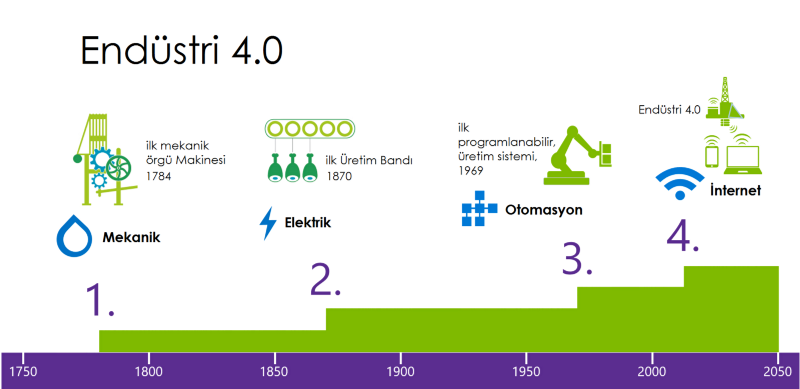 Endüstri 4.0
ilk mekanik
örgü Makinesi
1784
Mekanik
1.
ilk Üretim Bandı
1870
Elektrik
2.
ilk
programlanabilir,
üretim sistemi,
1969
Otomasyon
3.
Endüstri 4.0
İnternet
4.
1750 1800 1850 1900 1950 2000 2050